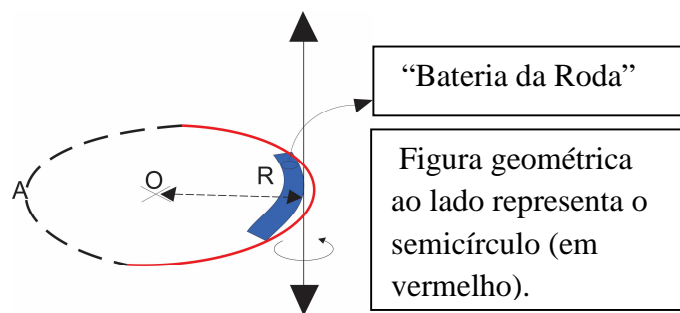 “Bateria da Roda”
A
O
R
Figura geométrica
ao lado representa o
semicírculo (em
vermelho).